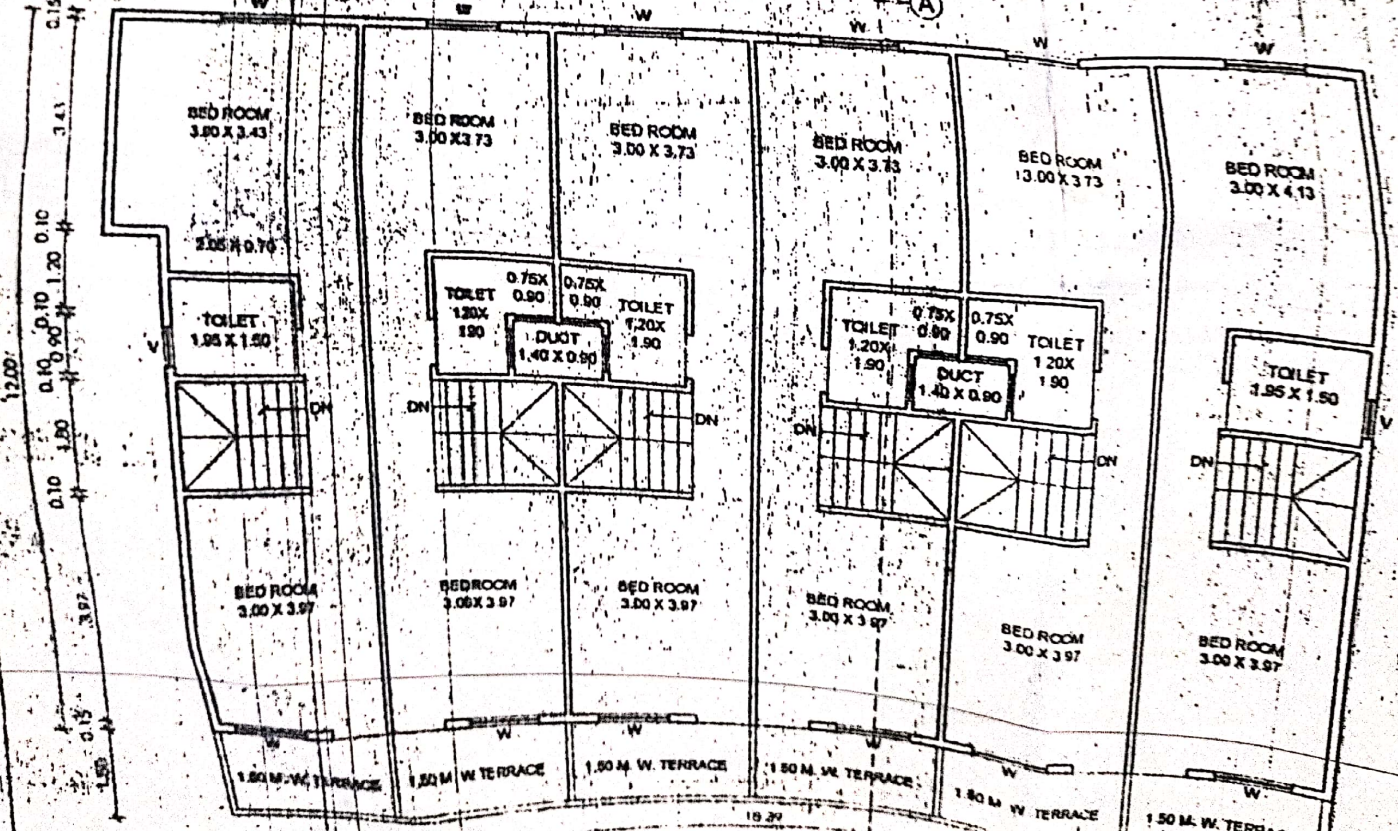 A
W
W
W
W
W
W
BED ROOM
3.00 X 3.43
BED ROOM
3.00 X 3.73
BED ROOM
3.00 X 3.73
BED ROOM
3.00 X 3.73
BED ROOM
3.00 X 3.73
BED ROOM
3.00 X 4.13
2.05 X 0.70
TOILET
1.95 X 1.50
TOILET
1.20X
1.90
0.75X
0.90
0.75X
0.90
TOILET
1.20X
1.90
DUCT
1.40 X 0.90
TOILET
1.20X
1.90
0.75X
0.90
0.75X
0.90
TOILET
1 20X
1 90
DUCT
1.40 X 0.90
TOILET
1.95 X 1.50
V
V
DN
DN
DN
DN
DN
DN
BED ROOM
3.00 X 3.97
BEDROOM
3.00X 3.97
BED ROOM
3.00 X 3.97
BED ROOM
3.00 X 3.97
BED ROOM
3.00 X 3.97
BED ROOM
3.00 X 3.97
W
W
W
W
W
W
1.50 M. W. TERRACE
1.50 M. W. TERRACE
1.50 M. W. TERRACE
1.50 M. W. TERRACE
1.50 M. W. TERRACE
1.50 M. W.
0.15
3.43
0.10
1.20
0.10
0.90
0.10
1.80
0.10
3.97
0.15
1.50
12.00